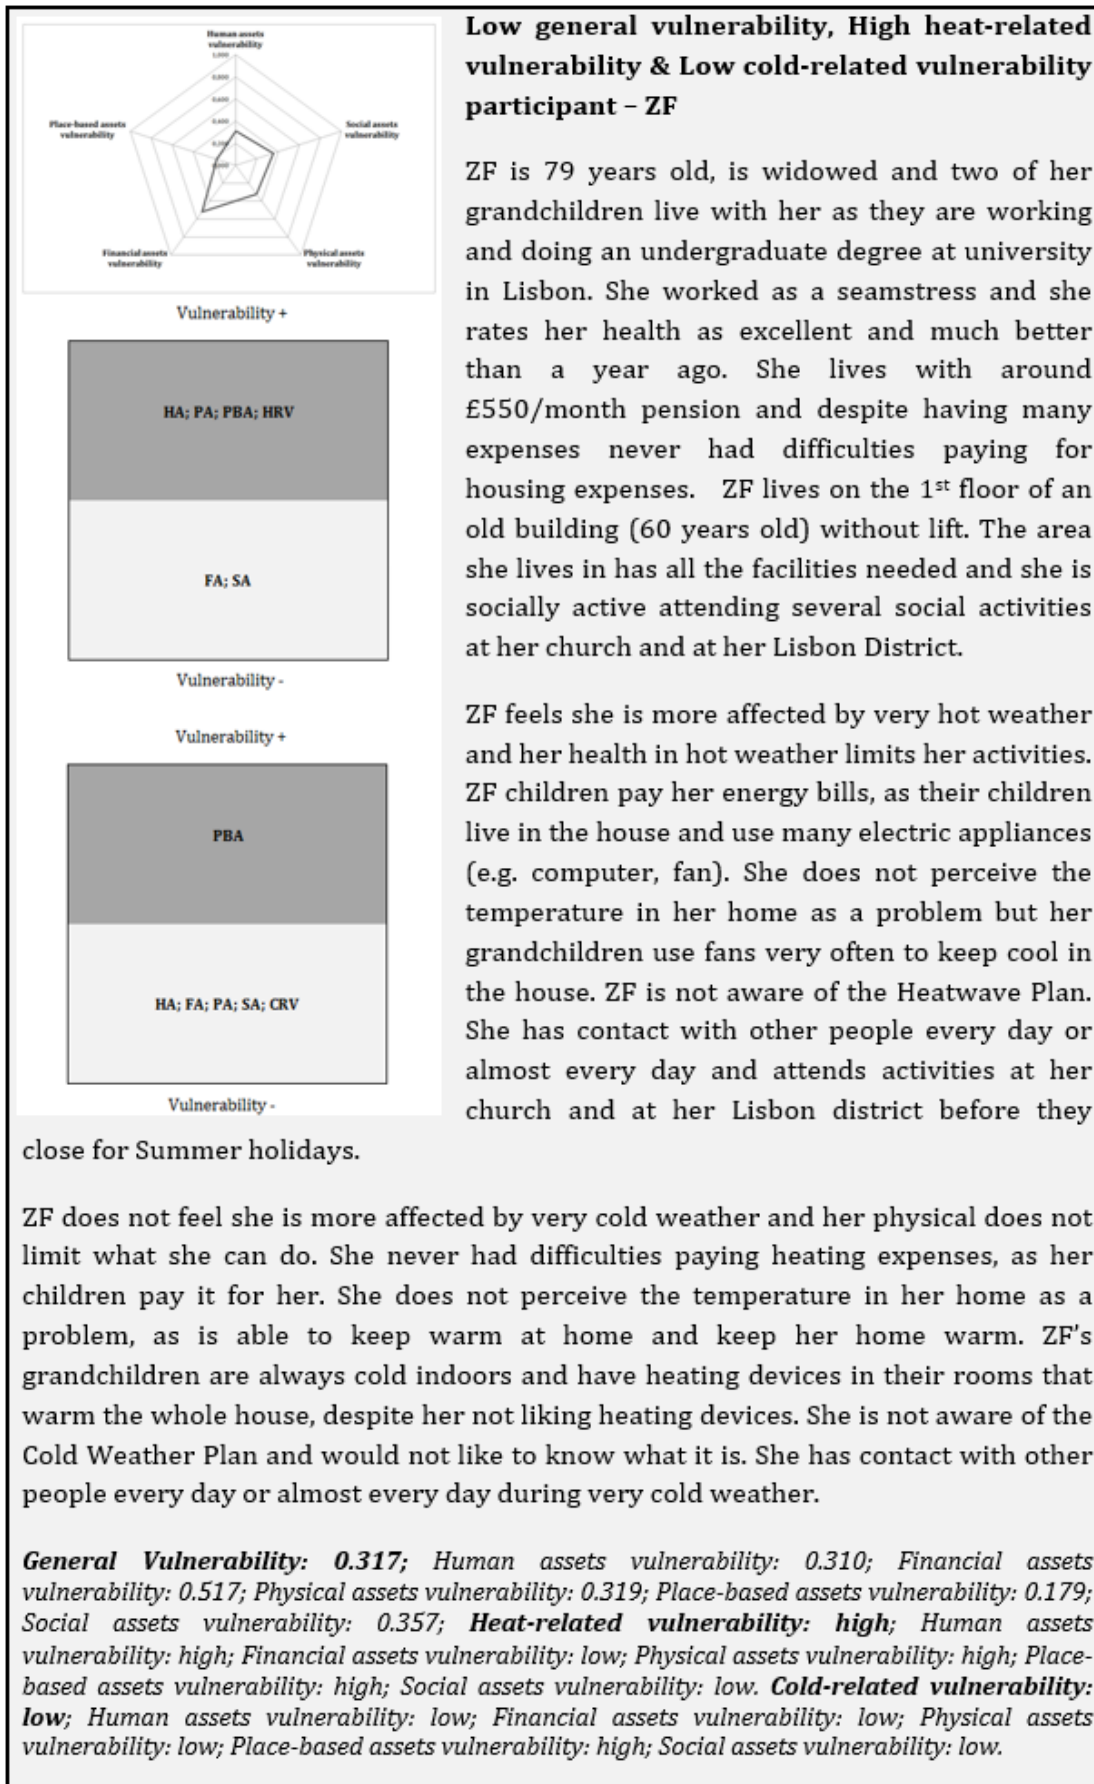 Human assets
vulnerability
1,000
0,800
0,600
0,400
0,200
0,000
Place-based assets
vulnerability
Social assets
vulnerability
Financial assets
vulnerability
Physical assets
vulnerability
Vulnerability +
HA; PA; PBA; HRV
FA; SA
Vulnerability -
Vulnerability +
PBA
HA; FA; PA; SA; CRV
Vulnerability -
Low general vulnerability, High heat-related
vulnerability & Low cold-related vulnerability
participant – ZF
ZF is 79 years old, is widowed and two of her
grandchildren live with her as they are working
and doing an undergraduate degree at university
in Lisbon. She worked as a seamstress and she
rates her health as excellent and much better
than a year ago. She lives with around
£550/month pension and despite having many
expenses never had difficulties paying for
housing expenses. ZF lives on the 1st floor of an
old building (60 years old) without lift. The area
she lives in has all the facilities needed and she is
socially active attending several social activities
at her church and at her Lisbon District.
ZF feels she is more affected by very hot weather
and her health in hot weather limits her activities.
ZF children pay her energy bills, as their children
live in the house and use many electric appliances
(e.g. computer, fan). She does not perceive the
temperature in her home as a problem but her
grandchildren use fans very often to keep cool in
the house. ZF is not aware of the Heatwave Plan.
She has contact with other people every day or
almost every day and attends activities at her
church and at her Lisbon district before they
close for Summer holidays.
ZF does not feel she is more affected by very cold weather and her physical does not
limit what she can do. She never had difficulties paying heating expenses, as her
children pay it for her. She does not perceive the temperature in her home as a
problem, as is able to keep warm at home and keep her home warm. ZF's
grandchildren are always cold indoors and have heating devices in their rooms that
warm the whole house, despite her not liking heating devices. She is not aware of the
Cold Weather Plan and would not like to know what it is. She has contact with other
people every day or almost every day during very cold weather.
General Vulnerability: 0.317; Human assets vulnerability: 0.310; Financial assets
vulnerability: 0.517; Physical assets vulnerability: 0.319; Place-based assets vulnerability: 0.179;
Social assets vulnerability: 0.357; Heat-related vulnerability: high; Human assets
vulnerability: high; Financial assets vulnerability: low; Physical assets vulnerability: high; Place-
based assets vulnerability: high; Social assets vulnerability: low. Cold-related vulnerability:
low; Human assets vulnerability: low; Financial assets vulnerability: low; Physical assets
vulnerability: low; Place-based assets vulnerability: high; Social assets vulnerability: low.